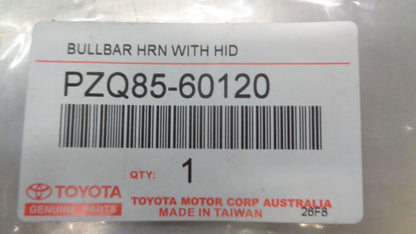 BULLBAR HRN WITH HID
PZQ85-60120
QTY: 1
TOYOTA
GENUINE PARTS
TOYOTA MOTOR CORP AUSTRALIA
MADE IN TAIWAN
26F8